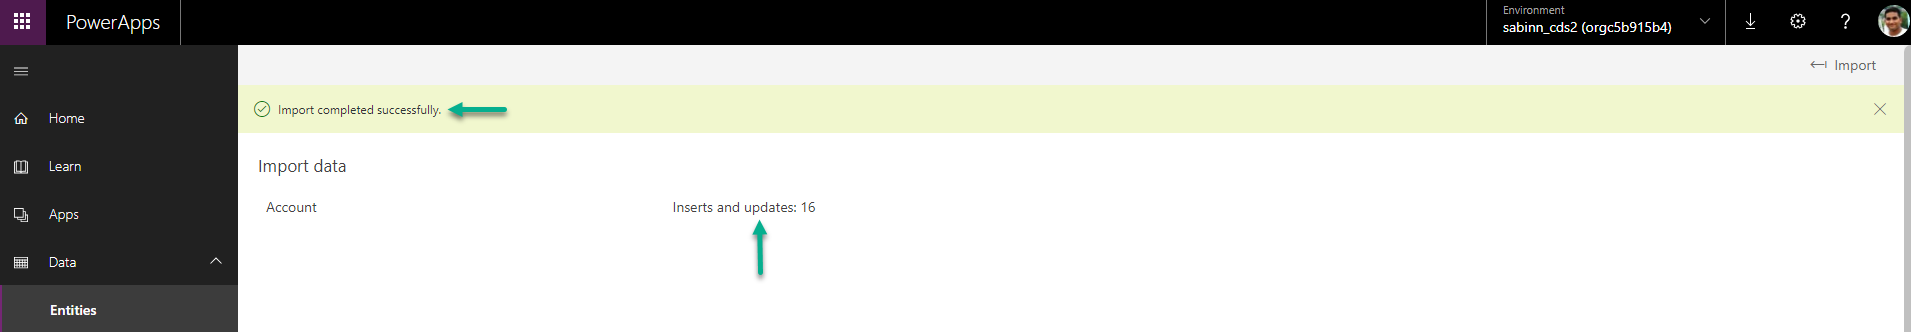 PowerApps
Environment
sabinn_cds2 (orgc5b915b4)
?
Import
Import completed successfully.
Home
Learn
Apps
Data
Entities
Import data
Account
Inserts and updates: 16